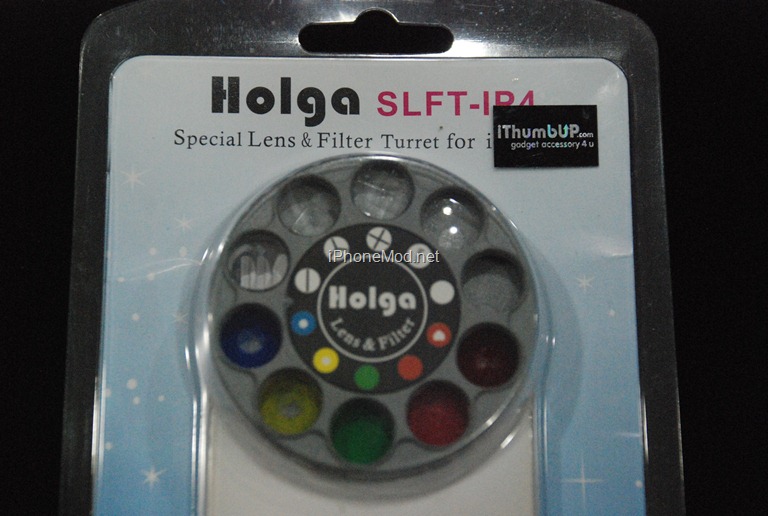 Holga SLFT-IP4
Special Lens & Filter Turret for i
iThumbUP.com
gadget accessory 4 u
iPhoneMod.net
Holga
Lens & Filter